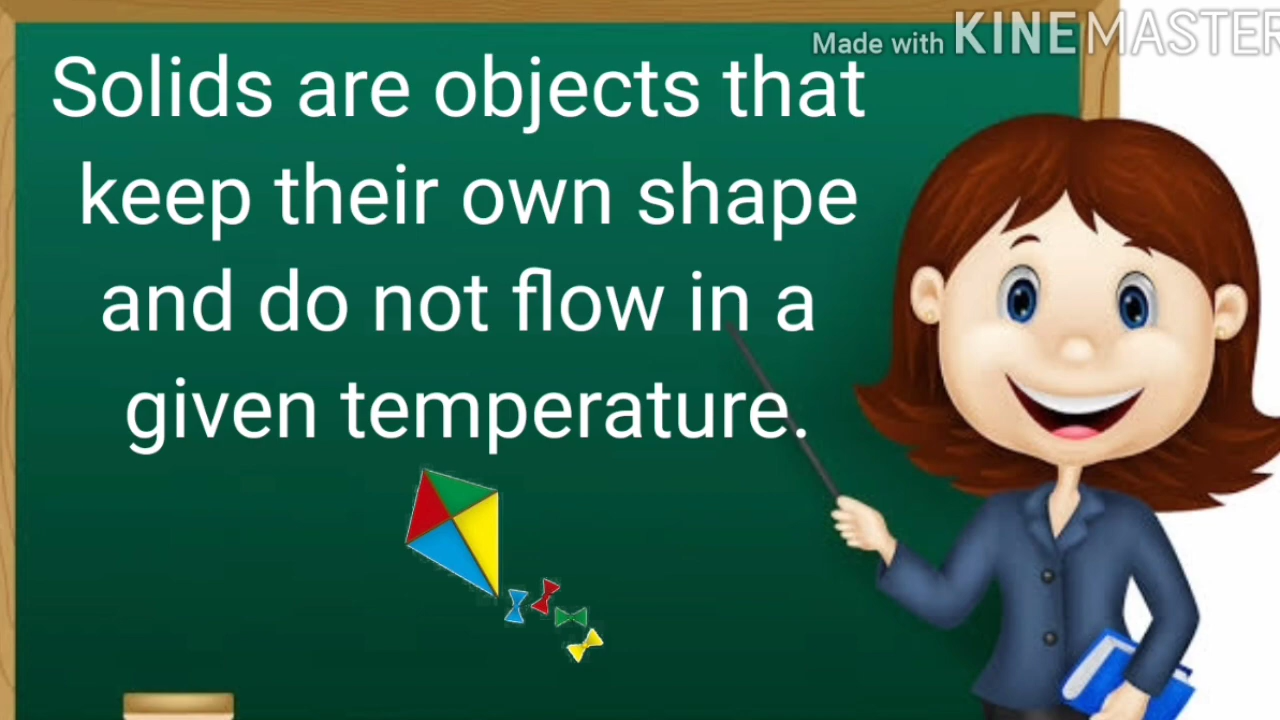 Made with KINEMASTER
Solids are objects that
keep their own shape
and do not flow in a
given temperature.